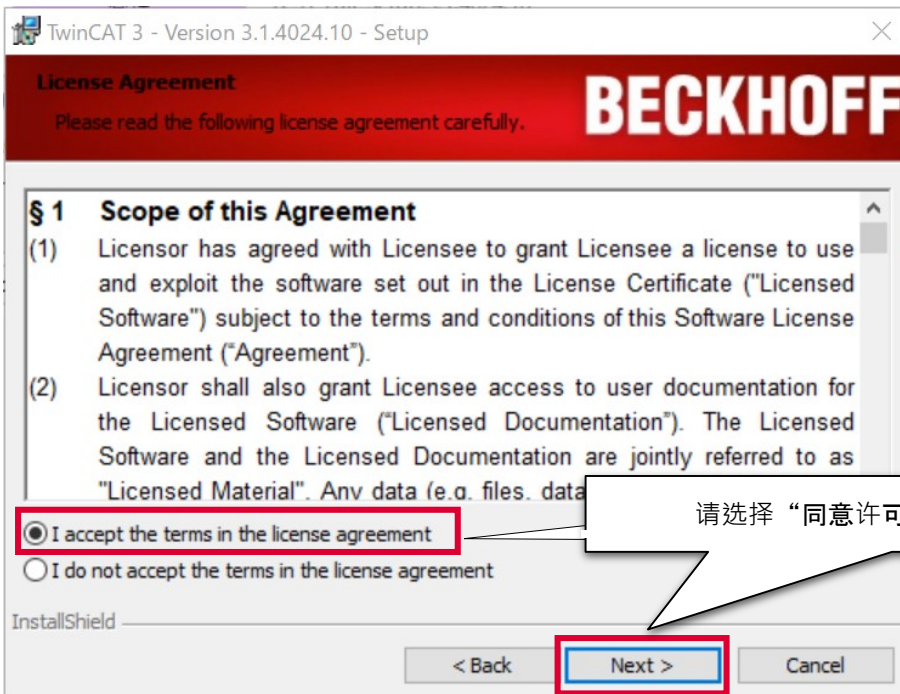 TwinCAT 3 - Version 3.1.4024.10 - Setup
License Agreement
BECKHOFF
Please read the following license agreement carefully.
§ 1 Scope of this Agreement
(1) Licensor has agreed with Licensee to grant Licensee a license to use
and exploit the software set out in the License Certificate ("Licensed
Software") subject to the terms and conditions of this Software License
Agreement (“Agreement”).
(2) Licensor shall also grant Licensee access to user documentation for
the Licensed Software (“Licensed Documentation”). The Licensed
Software and the Licensed Documentation are jointly referred to as
"Licensed Material". Any data (e.g. files, data
请选择“同意许可
I accept the terms in the license agreement
I do not accept the terms in the license agreement
InstallShield
< Back Next > Cancel